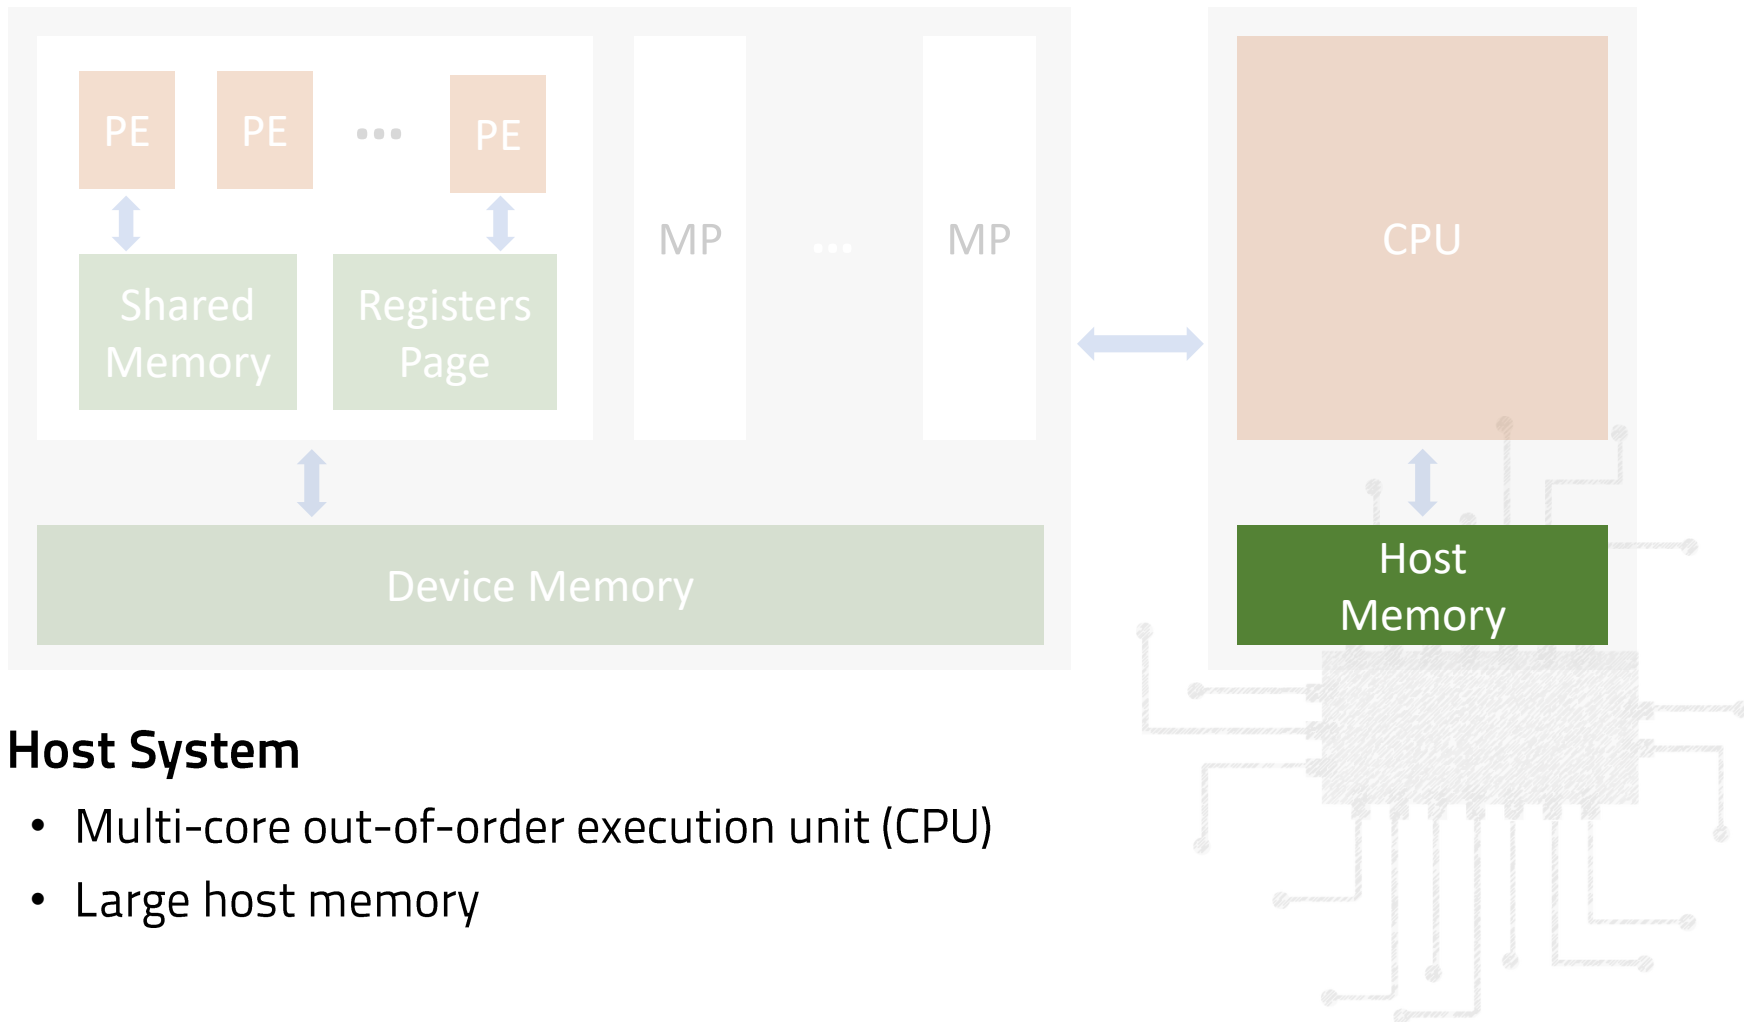 PE PE ... PE
Shared
Memory
Registers
Page
MP ... MP
CPU
Device Memory
Host
Memory
Host System
• Multi-core out-of-order execution unit (CPU)
• Large host memory